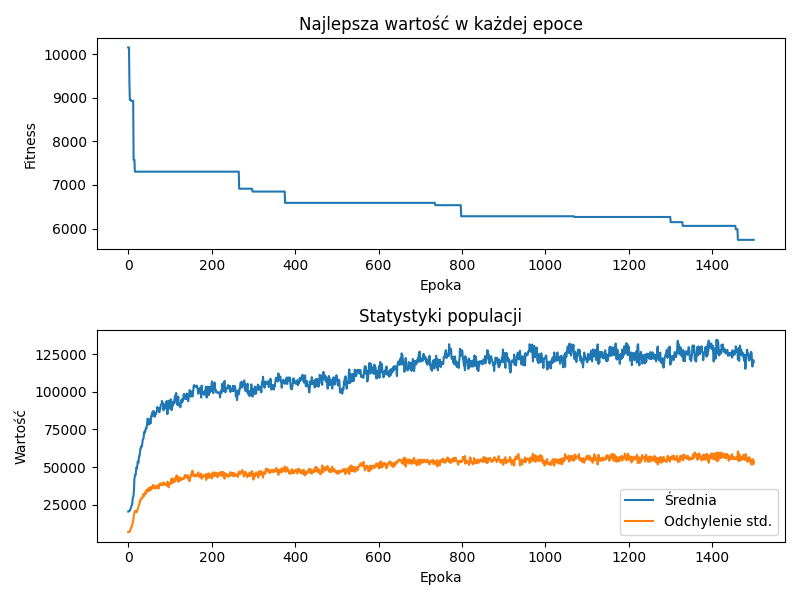 Najlepsza wartość w każdej epoce
10000
9000
8000
7000
6000
Fitness
0 200 400 600 800 1000 1200 1400
Epoka
Statystyki populacji
125000
100000
75000
50000
25000
Wartość
Średnia
Odchylenie std.
0 200 400 600 800 1000 1200 1400
Epoka